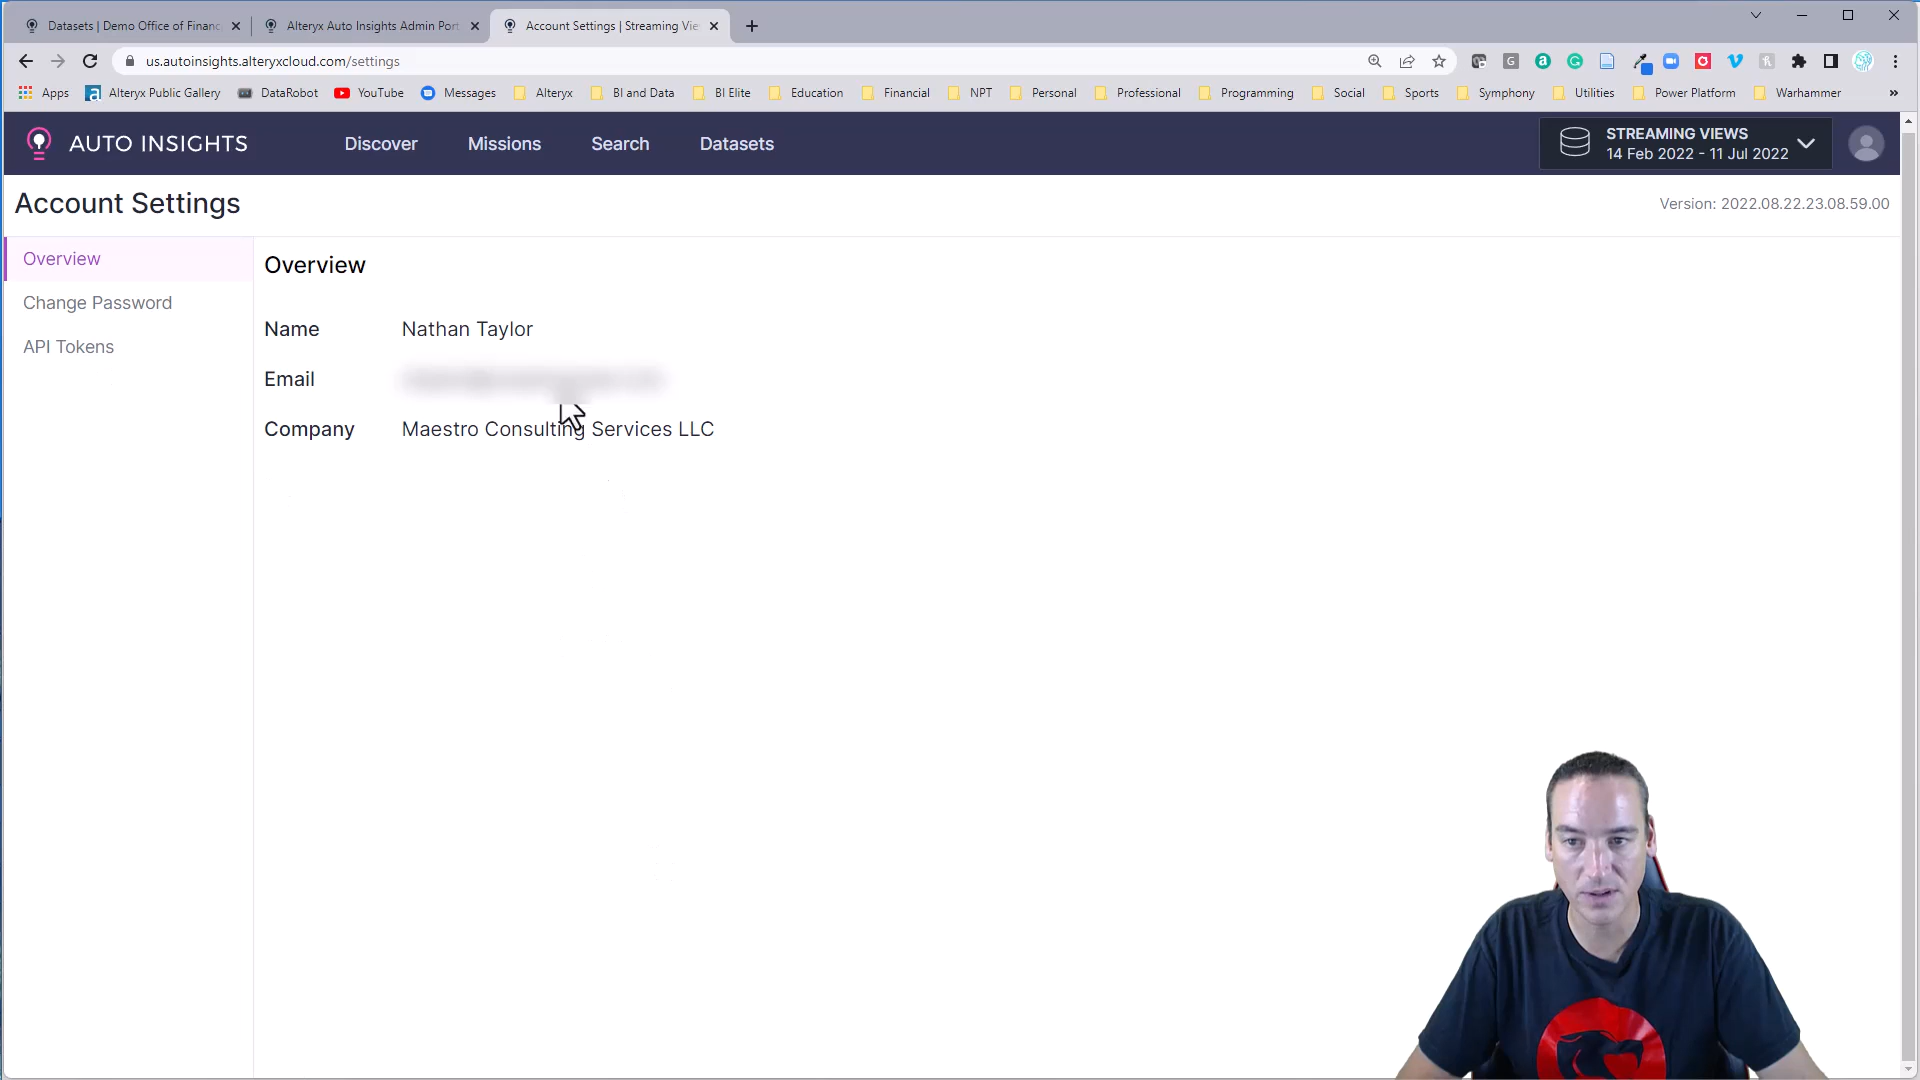 Datasets | Demo Office of Financ
Alteryx Auto Insights Admin Port
Account Settings | Streaming Vie
us.autoinsights.alteryxcloud.com/settings
Apps
Alteryx Public Gallery
DataRobot
YouTube
Messages
Alteryx
BI and Data
BI Elite
Education
Financial
NPT
Personal
Professional
Programming
Social
Sports
Symphony
Utilities
Power Platform
Warhammer
AUTO INSIGHTS
Discover
Missions
Search
Datasets
STREAMING VIEWS
14 Feb 2022 - 11 Jul 2022
Account Settings
Version: 2022.08.22.23.08.59.00
Overview
Change Password
API Tokens
Overview
Name Nathan Taylor
Email
Company Maestro Consulting Services LLC